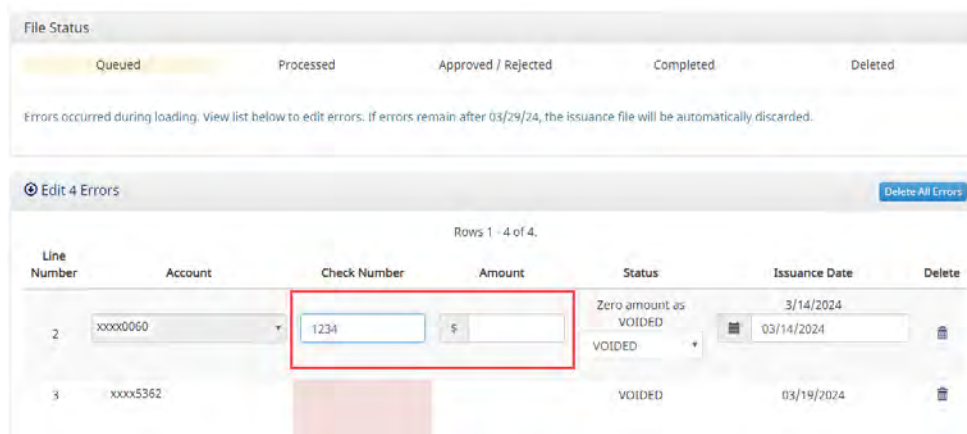 File Status
Queued Processed Approved / Rejected Completed Deleted
Errors occurred during loading. View list below to edit errors. If errors remain after 03/29/24, the issuance file will be automatically discarded.
Edit 4 Errors Delete All Errors
Rows 1 - 4 of 4.
Line Number Account Check Number Amount Status Issuance Date Delete
Zero amount as VOIDED 3/14/2024
2 xxxx0060 1234 $ VOIDED 03/14/2024
3 xxxx5362 VOIDED 03/19/2024